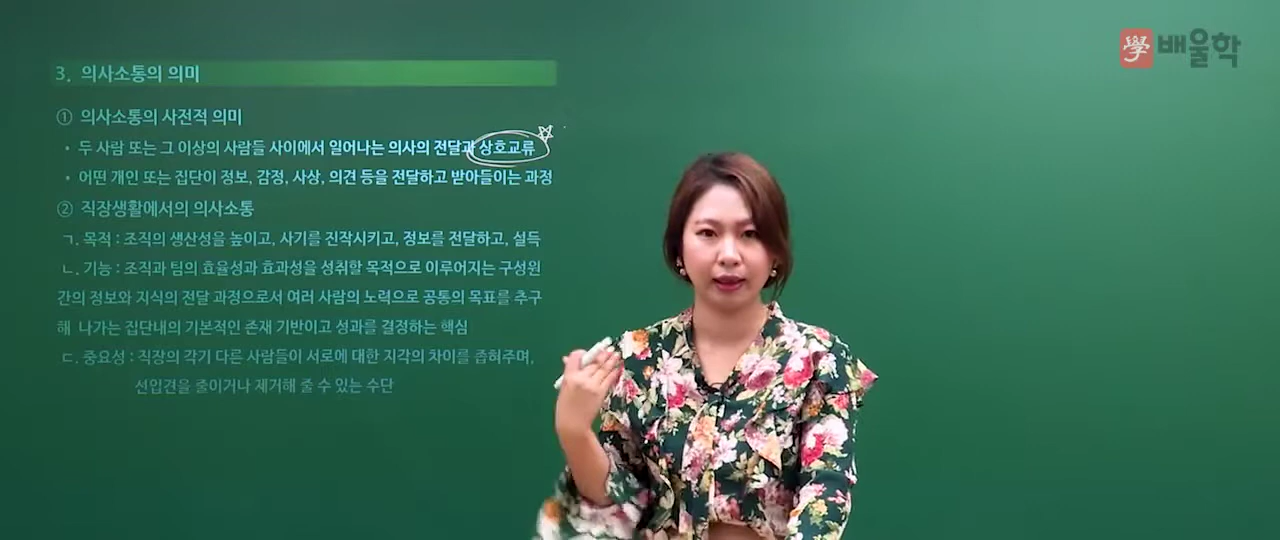 學 배울학
3. 의사소통의 의미
① 의사소통의 사전적 의미
• 두 사람 또는 그 이상의 사람들 사이에서 일어나는 의사의 전달과 상호교류
• 어떤 개인 또는 집단이 정보, 감정, 사상, 의견 등을 전달하고 받아들이는 과정
② 직장생활에서의 의사소통
ㄱ. 목적 : 조직의 생산성을 높이고, 사기를 진작시키고, 정보를 전달하고, 설득
ㄴ. 기능 : 조직과 팀의 효율성과 효과성을 성취할 목적으로 이루어지는 구성원
간의 정보와 지식의 전달 과정으로서 여러 사람의 노력으로 공통의 목표를 추구
해 나가는 집단내의 기본적인 존재 기반이고 성과를 결정하는 핵심
ㄷ. 중요성 : 직장의 각기 다른 사람들이 서로에 대한 지각의 차이를 좁혀주며,
선입견을 줄이거나 제거해 줄 수 있는 수단